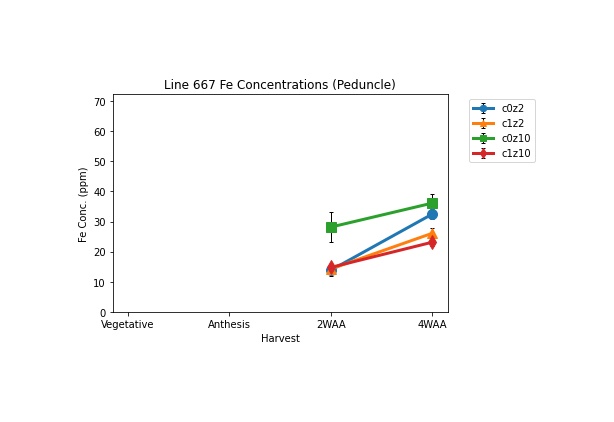 Line 667 Fe Concentrations (Peduncle)
70
60
50
40
30
20
10
0
Fe Conc. (ppm)
Vegetative
Anthesis
2WAA
4WAA
Harvest
c0z2
c1z2
c0z10
c1z10